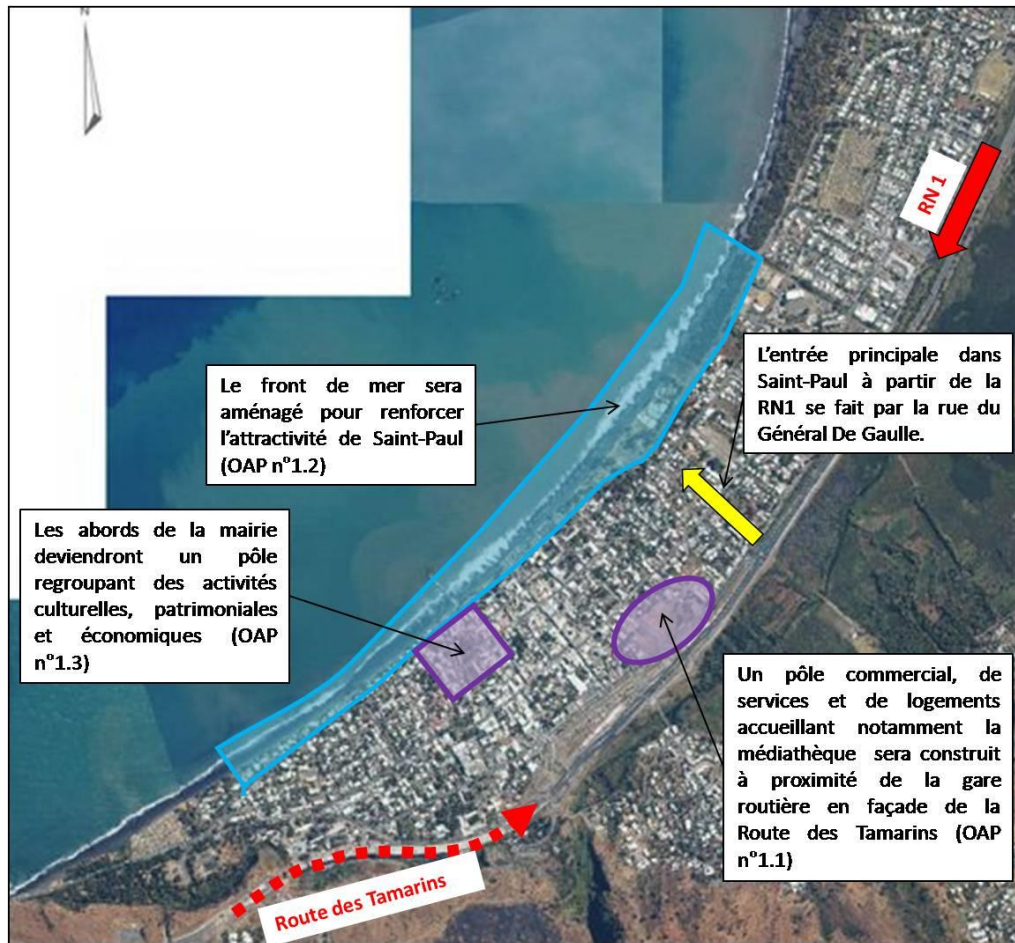 N
RN 1
L'entrée principale dans
Saint-Paul à partir de la
RN1 se fait par la rue du
Général De Gaulle.
Le front de mer sera
aménagé pour renforcer
l'attractivité de Saint-Paul
(OAP n°1.2)
Les abords de la mairie
deviendront un pôle
regroupant des activités
culturelles, patrimoniales
et économiques (OAP
n°1.3)
Un pôle commercial, de
services et de logements
accueillant notamment la
médiathèque sera construit
à proximité de la gare
routière en façade de la
Route des Tamarins (OAP
n°1.1)
Route des Tamarins